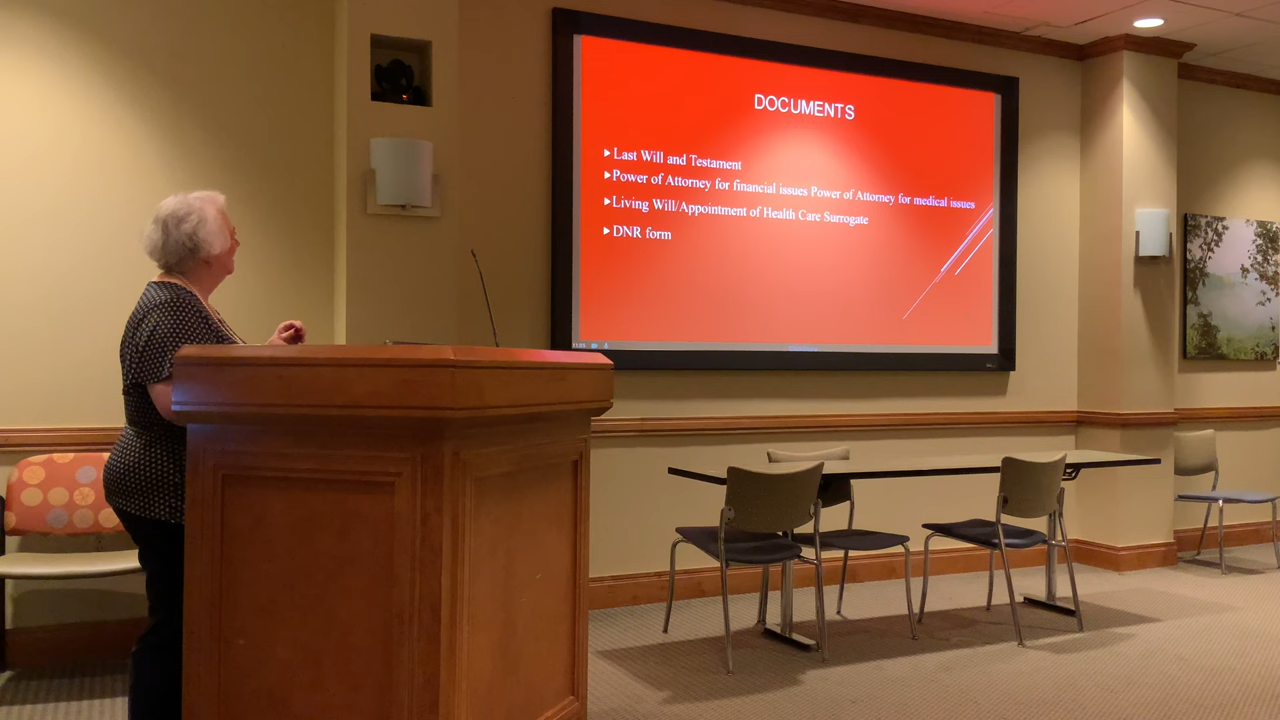 DOCUMENTS
Last Will and Testament
Power of Attorney for financial issues Power of Attorney for medical issues
Living Will/Appointment of Health Care Surrogate
DNR form